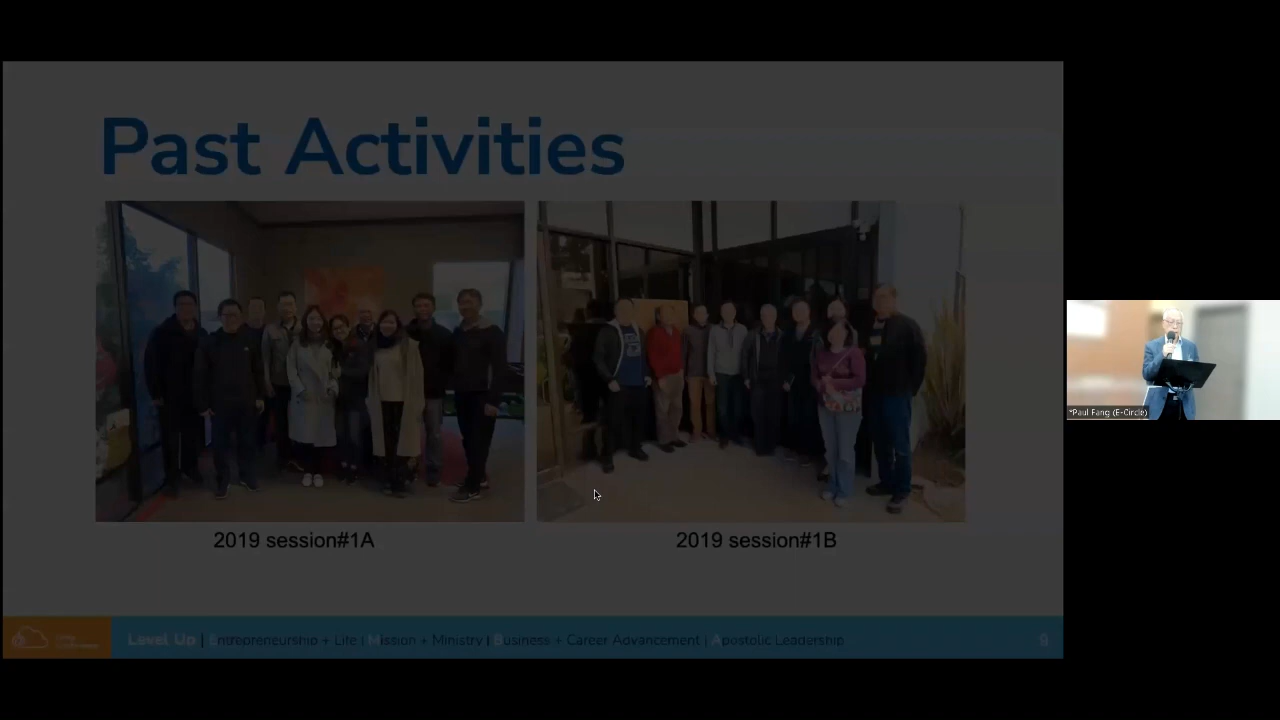 Past Activities
2019 session#1A
2019 session#1B
Level Up | Entrepreneurship + Life | Mission + Ministry | Business + Career Advancement | Apostolic Leadership
9
*Paul Fang (E-Circle)